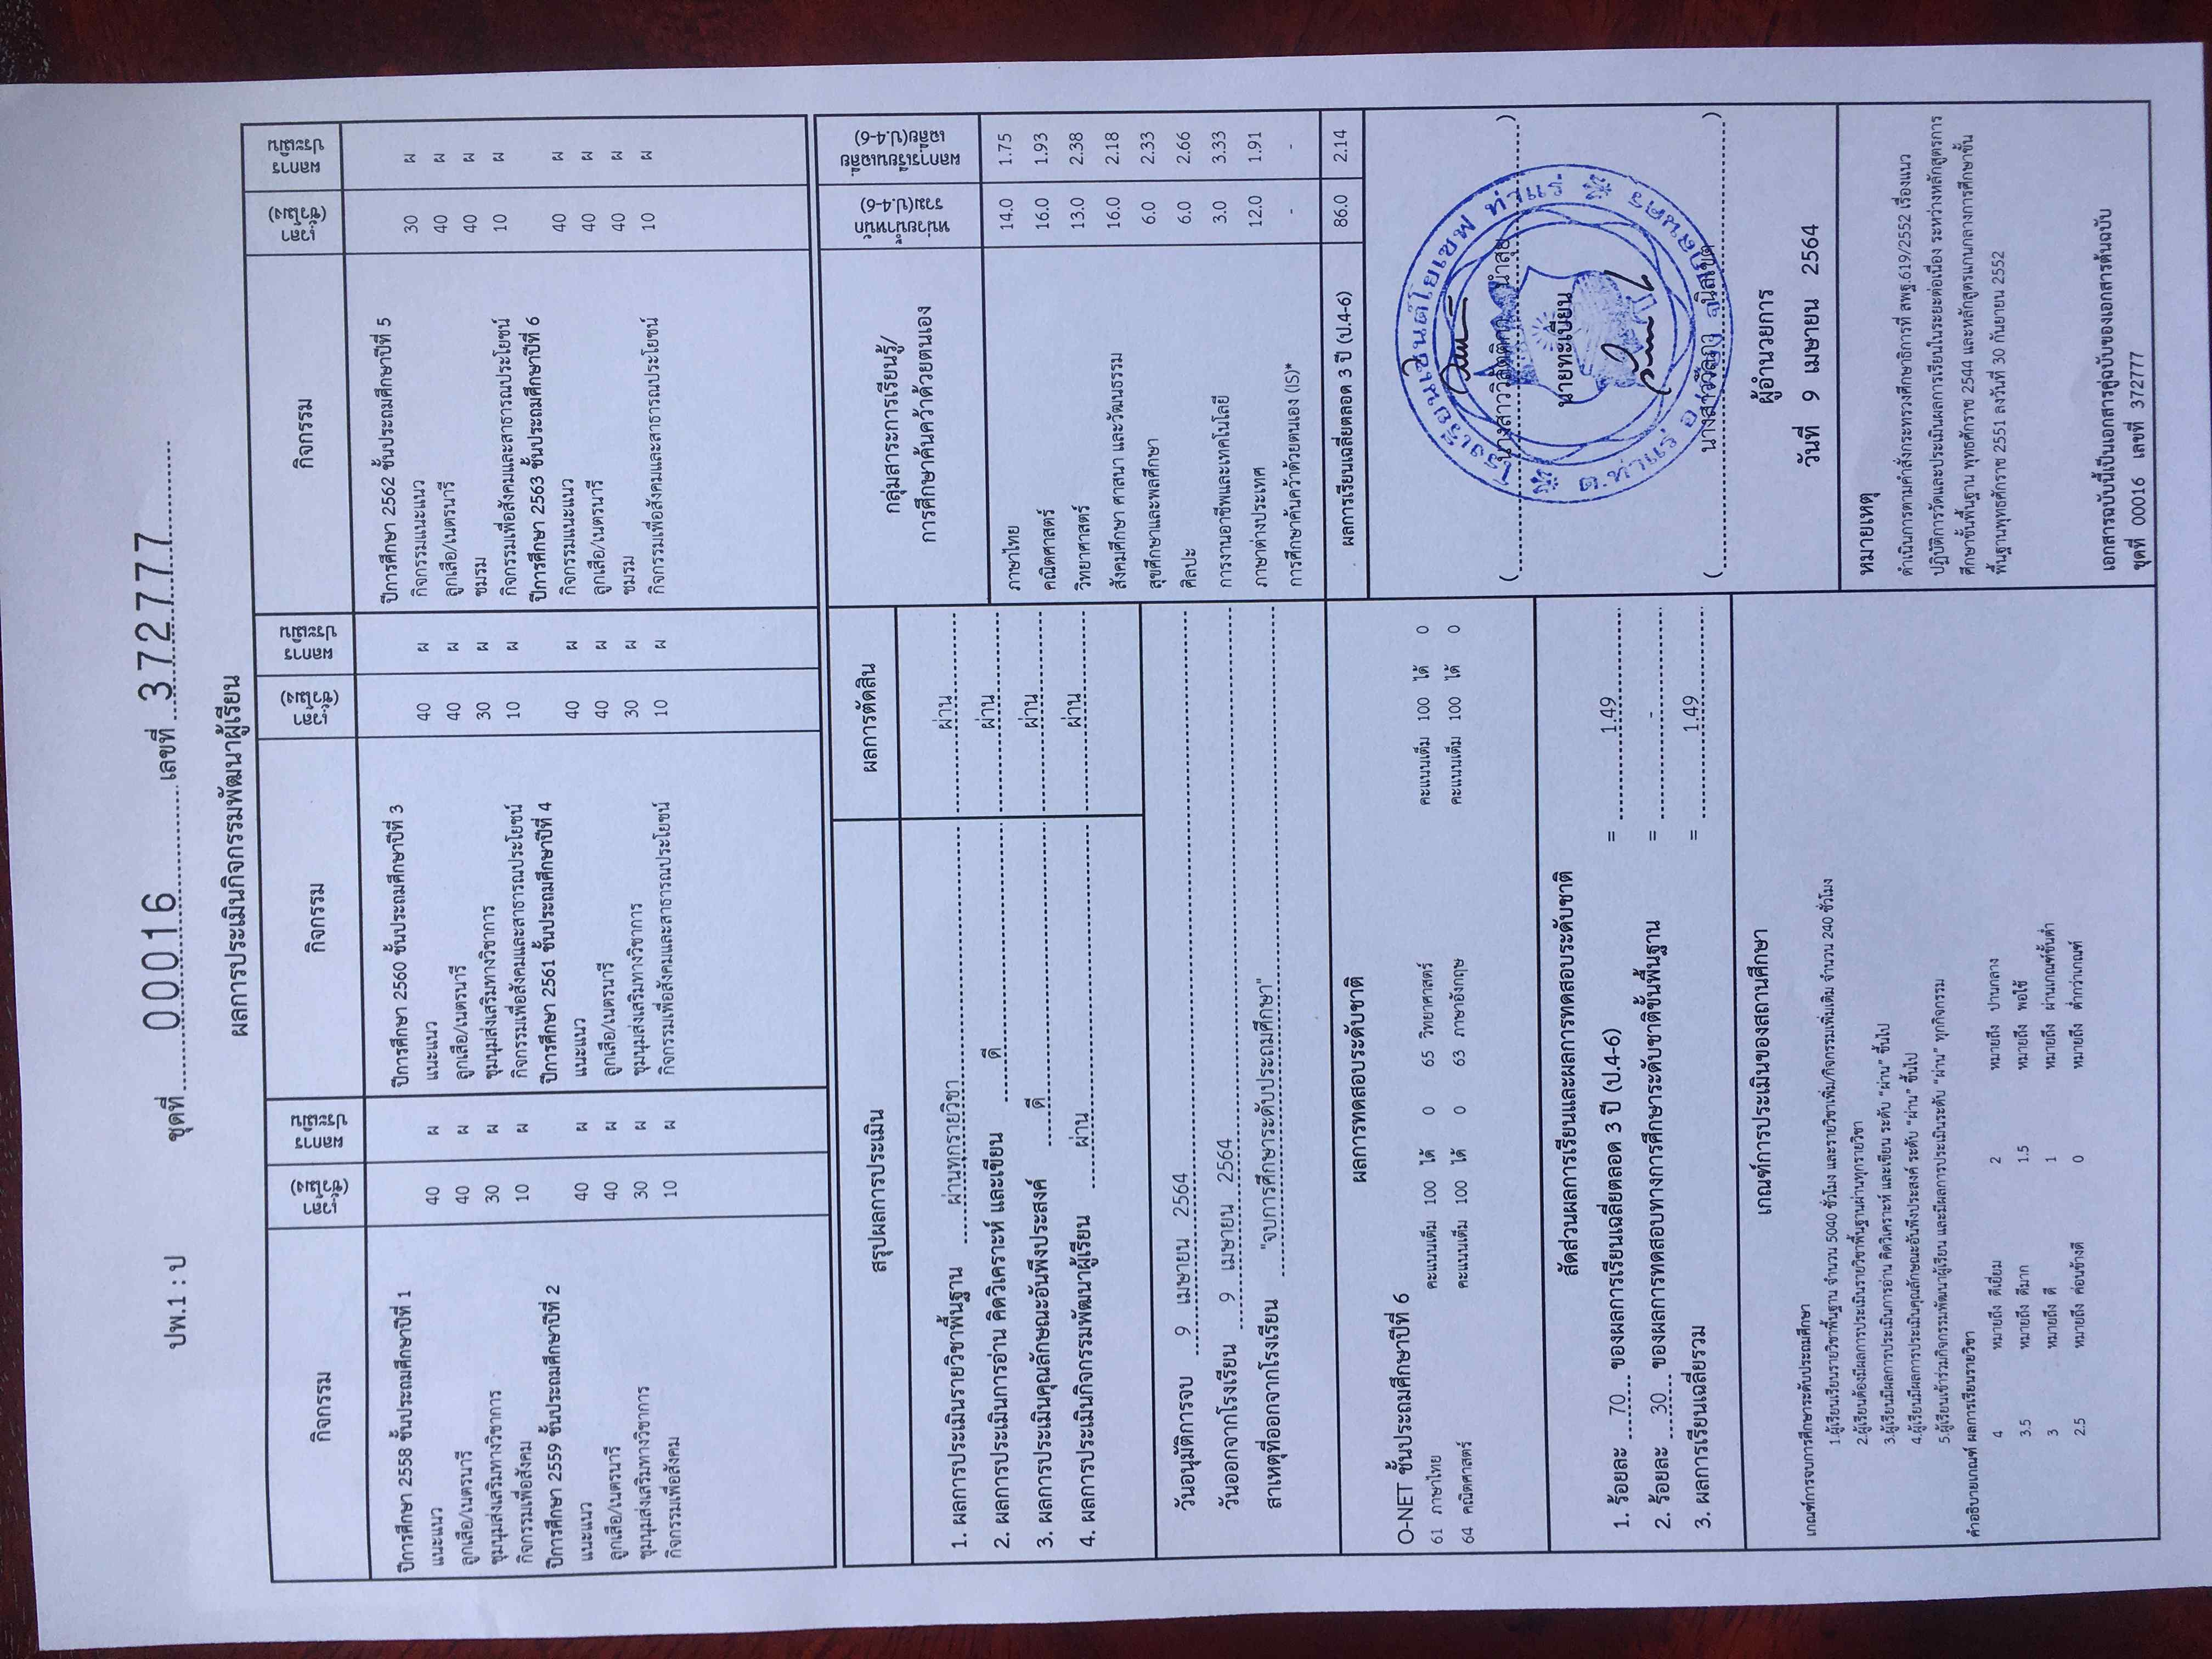 ปพ.1 : ป ชุดที่ 00016 เลขที่ 372777
ผลการประเมินกิจกรรมพัฒนาผู้เรียน
กิจกรรม เวลา (ชั่วโมง) ผลการประเมิน กิจกรรม เวลา (ชั่วโมง) ผลการประเมิน กิจกรรม เวลา (ชั่วโมง) ผลการประเมิน
ปีการศึกษา 2558 ชั้นประถมศึกษาปีที่ 1
แนะแนว 40 ผ
ลูกเสือ/เนตรนารี 40 ผ
ชุมนุมส่งเสริมทางวิชาการ 30 ผ
กิจกรรมเพื่อสังคม 10 ผ
ปีการศึกษา 2559 ชั้นประถมศึกษาปีที่ 2
แนะแนว 40 ผ
ลูกเสือ/เนตรนารี 40 ผ
ชุมนุมส่งเสริมทางวิชาการ 30 ผ
กิจกรรมเพื่อสังคม 10 ผ
ปีการศึกษา 2560 ชั้นประถมศึกษาปีที่ 3
แนะแนว 40 ผ
ลูกเสือ/เนตรนารี 40 ผ
ชุมนุมส่งเสริมทางวิชาการ 30 ผ
กิจกรรมเพื่อสังคมและสาธารณประโยชน์ 10 ผ
ปีการศึกษา 2561 ชั้นประถมศึกษาปีที่ 4
แนะแนว 40 ผ
ลูกเสือ/เนตรนารี 40 ผ
ชุมนุมส่งเสริมทางวิชาการ 30 ผ
กิจกรรมเพื่อสังคมและสาธารณประโยชน์ 10 ผ
ปีการศึกษา 2562 ชั้นประถมศึกษาปีที่ 5
กิจกรรมแนะแนว 30 ผ
ลูกเสือ/เนตรนารี 40 ผ
ชมรม 40 ผ
กิจกรรมเพื่อสังคมและสาธารณประโยชน์ 10 ผ
ปีการศึกษา 2563 ชั้นประถมศึกษาปีที่ 6
กิจกรรมแนะแนว 40 ผ
ลูกเสือ/เนตรนารี 40 ผ
ชมรม 40 ผ
กิจกรรมเพื่อสังคมและสาธารณประโยชน์ 10 ผ
สรุปผลการประเมิน ผลการตัดสิน
1. ผลการประเมินรายวิชาพื้นฐาน ผ่านทุกรายวิชา ผ่าน
2. ผลการประเมินการอ่าน คิดวิเคราะห์ และเขียน ดี ผ่าน
3. ผลการประเมินคุณลักษณะอันพึงประสงค์ ดี ผ่าน
4. ผลการประเมินกิจกรรมพัฒนาผู้เรียน ผ่าน ผ่าน
วันอนุมัติการจบ 9 เมษายน 2564
วันออกจากโรงเรียน 9 เมษายน 2564
สาเหตุที่ออกจากโรงเรียน "จบการศึกษาระดับประถมศึกษา"
กลุ่มสาระการเรียนรู้/
การศึกษาค้นคว้าด้วยตนเอง
หน่วยน้ำหนักรวม(ป.4-6)
ผลการเรียนเฉลี่ย(ป.4-6)
ภาษาไทย 14.0 1.75
คณิตศาสตร์ 16.0 1.93
วิทยาศาสตร์ 13.0 2.38
สังคมศึกษา ศาสนา และวัฒนธรรม 16.0 2.18
สุขศึกษาและพลศึกษา 6.0 2.33
ศิลปะ 6.0 2.66
การงานอาชีพและเทคโนโลยี 3.0 3.33
ภาษาต่างประเทศ 12.0 1.91
การศึกษาค้นคว้าด้วยตนเอง (IS)* - -
ผลการเรียนเฉลี่ยตลอด 3 ปี (ป.4-6) 86.0 2.14
ผลการทดสอบระดับชาติ
O-NET ชั้นประถมศึกษาปีที่ 6
61 ภาษาไทย คะแนนเต็ม 100 ได้ 0 65 วิทยาศาสตร์ คะแนนเต็ม 100 ได้ 0
64 คณิตศาสตร์ คะแนนเต็ม 100 ได้ 0 63 ภาษาอังกฤษ คะแนนเต็ม 100 ได้ 0
สัดส่วนผลการเรียนและผลการทดสอบระดับชาติ
1. ร้อยละ 70 ของผลการเรียนเฉลี่ยตลอด 3 ปี (ป.4-6) = 1.49
2. ร้อยละ 30 ของผลการทดสอบทางการศึกษาระดับชาติขั้นพื้นฐาน = -
3. ผลการเรียนเฉลี่ยรวม = 1.49
เกณฑ์การประเมินของสถานศึกษา
เกณฑ์การจบการศึกษาระดับประถมศึกษา
1.ผู้เรียนเรียนรายวิชาพื้นฐาน จำนวน 5040 ชั่วโมง และรายวิชาเพิ่ม/กิจกรรมเพิ่มเติม จำนวน 240 ชั่วโมง
2.ผู้เรียนต้องมีผลการประเมินรายวิชาพื้นฐานผ่านทุกรายวิชา
3.ผู้เรียนมีผลการประเมินการอ่าน คิดวิเคราะห์ และเขียน ระดับ "ผ่าน" ขึ้นไป
4.ผู้เรียนมีผลการประเมินคุณลักษณะอันพึงประสงค์ ระดับ "ผ่าน" ขึ้นไป
5.ผู้เรียนเข้าร่วมกิจกรรมพัฒนาผู้เรียน และมีผลการประเมินระดับ "ผ่าน" ทุกกิจกรรม
คำอธิบายเกณฑ์ ผลการเรียนรายวิชา
4 หมายถึง ดีเยี่ยม 2 หมายถึง ปานกลาง
3.5 หมายถึง ดีมาก 1.5 หมายถึง พอใช้
3 หมายถึง ดี 1 หมายถึง ผ่านเกณฑ์ขั้นต่ำ
2.5 หมายถึง ค่อนข้างดี 0 หมายถึง ต่ำกว่าเกณฑ์
นายทะเบียน
ผู้อำนวยการ
วันที่ 9 เมษายน 2564
หมายเหตุ
ดำเนินการตามคำสั่งกระทรวงศึกษาธิการที่ สพฐ.619/2552 เรื่องแนว
ปฏิบัติการวัดและประเมินผลการเรียนในระยะต่อเนื่อง ระหว่างหลักสูตรการ
ศึกษาขั้นพื้นฐาน พุทธศักราช 2544 และหลักสูตรแกนกลางการศึกษาขั้น
พื้นฐานพุทธศักราช 2551 ลงวันที่ 30 กันยายน 2552
เอกสารฉบับนี้เป็นเอกสารคู่ฉบับของเอกสารต้นฉบับ
ชุดที่ 00016 เลขที่ 372777